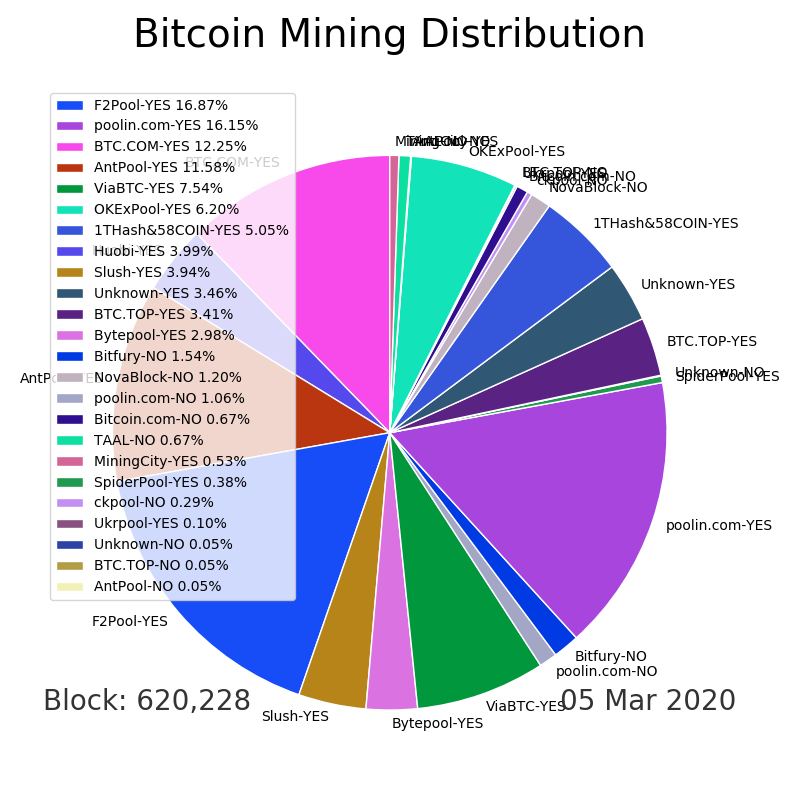 Bitcoin Mining Distribution
F2Pool-YES 16.87%
poolin.com-YES 16.15%
BTC.COM-YES 12.25%
AntPool-YES 11.58%
ViaBTC-YES 7.54%
OKExPool-YES 6.20%
1THash&58COIN-YES 5.05%
Huobi-YES 3.99%
Slush-YES 3.94%
Unknown-YES 3.46%
BTC.TOP-YES 3.41%
Bytepool-YES 2.98%
Bitfury-NO 1.54%
NovaBlock-NO 1.20%
poolin.com-NO 1.06%
Bitcoin.com-NO 0.67%
TAAL-NO 0.67%
MiningCity-YES 0.53%
SpiderPool-YES 0.38%
ckpool-NO 0.29%
Ukrpool-YES 0.10%
Unknown-NO 0.05%
BTC.TOP-NO 0.05%
AntPool-NO 0.05%
OKExPool-YES
BTC.TOP-NO
NovaBlock-NO
1THash&58COIN-YES
Unknown-YES
BTC.TOP-YES
Unknown-NO
SpiderPool-YES
poolin.com-YES
Bitfury-NO
poolin.com-NO
ViaBTC-YES
Bytepool-YES
Slush-YES
F2Pool-YES
BTC.COM-YES
Block: 620,228
05 Mar 2020